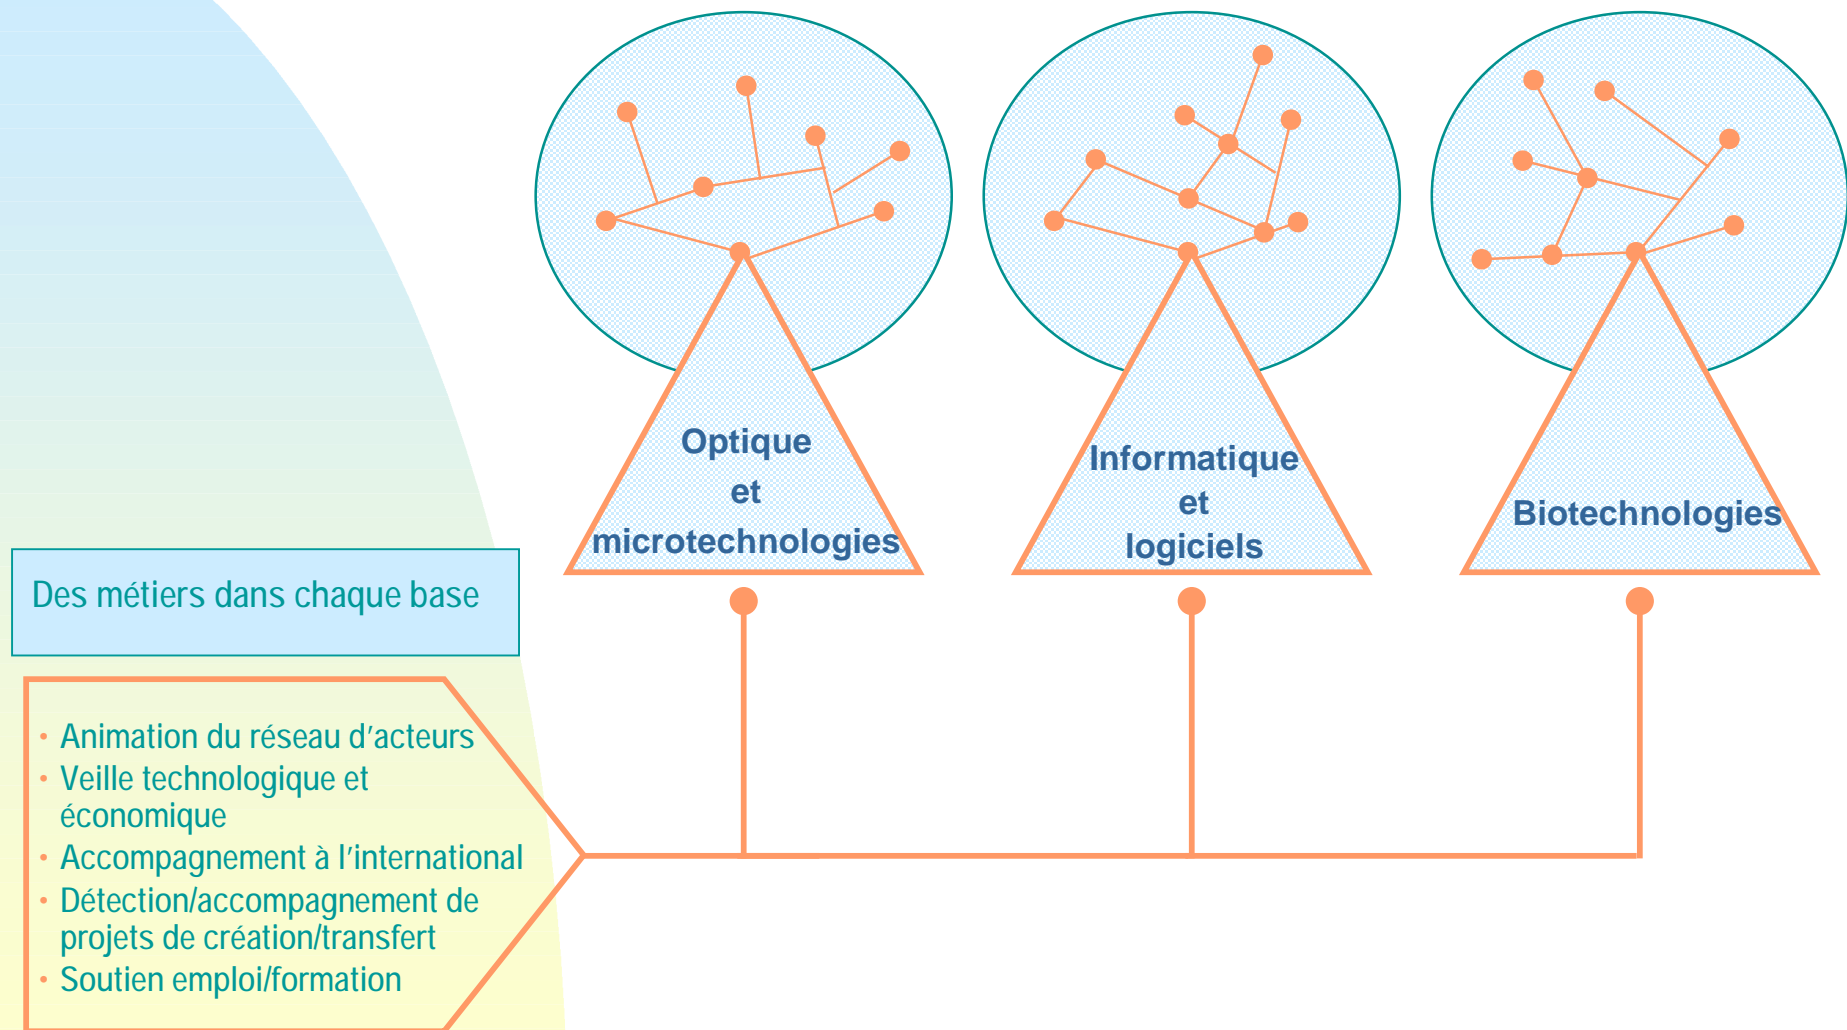 Optique
et
microtechnologies
Informatique
et
logiciels
Biotechnologies
Des métiers dans chaque base
• Animation du réseau d’acteurs
• Veille technologique et
économique
• Accompagnement à l’international
• Détection/accompagnement de
projets de création/transfert
• Soutien emploi/formation